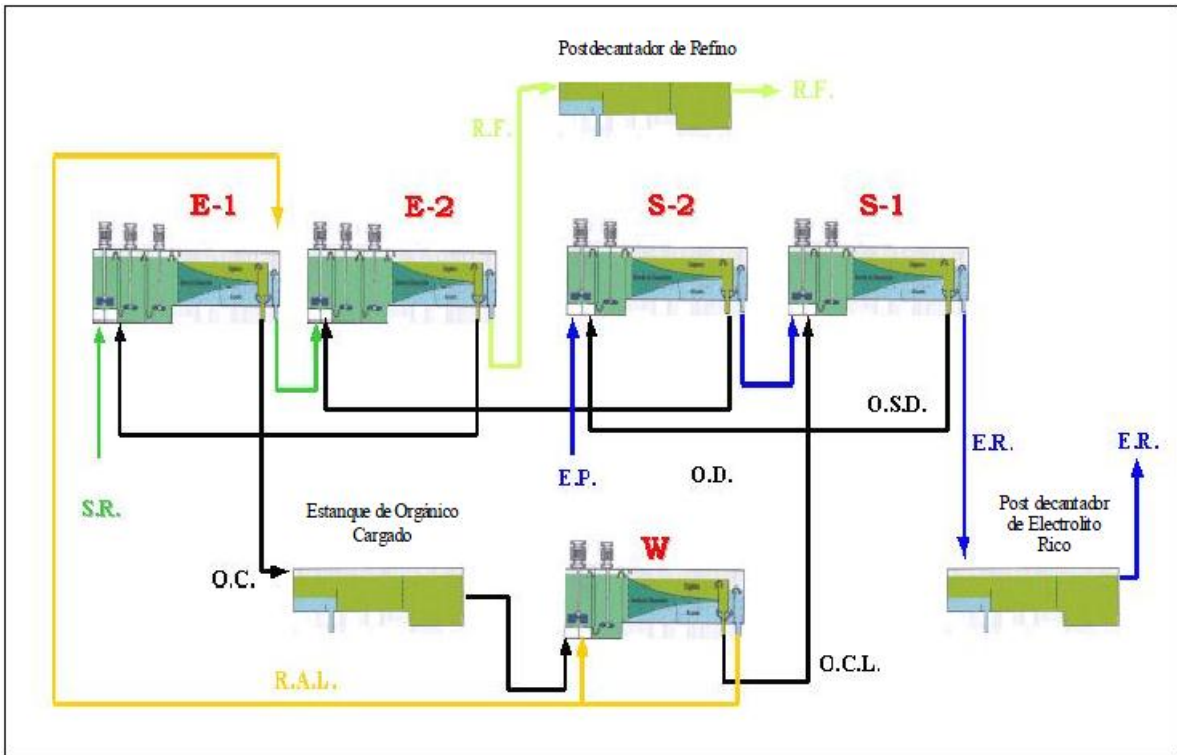 Postdecantador de Refino
R.F.
R.F.
E-1
E-2
S-2
S-1
O.S.D.
E.R.
E.R.
S.R.
E.P.
O.D.
Estanque de Orgánico
Cargado
Post decantador
de Electrolito
Rico
W
O.C.
O.C.L.
R.A.L.